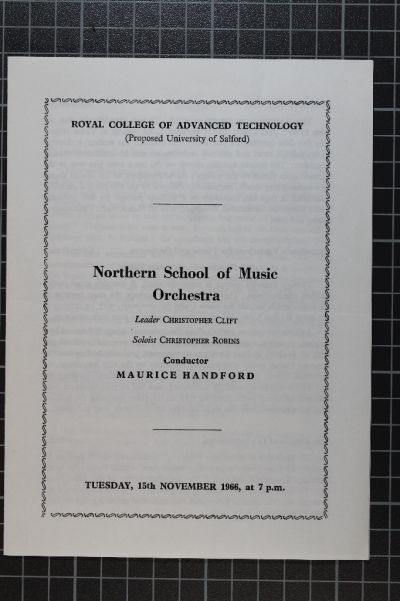 ROYAL COLLEGE OF ADVANCED TECHNOLOGY
(Proposed University of Salford)
Northern School of Music
Orchestra
Leader CHRISTOPHER CLIFT
Soloist CHRISTOPHER ROBINS
Conductor
MAURICE HANDFORD
TUESDAY, 15th NOVEMBER 1966, at 7 p.m.